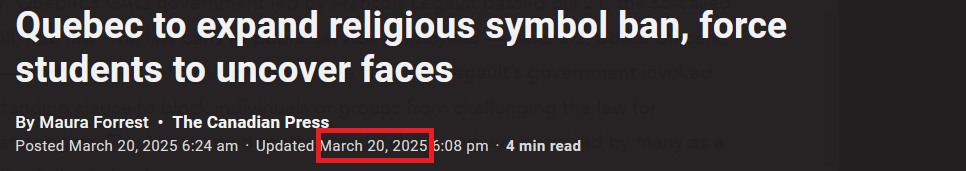 Quebec to expand religious symbol ban, force
students to uncover faces
By Maura Forrest • The Canadian Press
Posted March 20, 2025 6:24 am · Updated March 20, 2025 6:08 pm · 4 min read